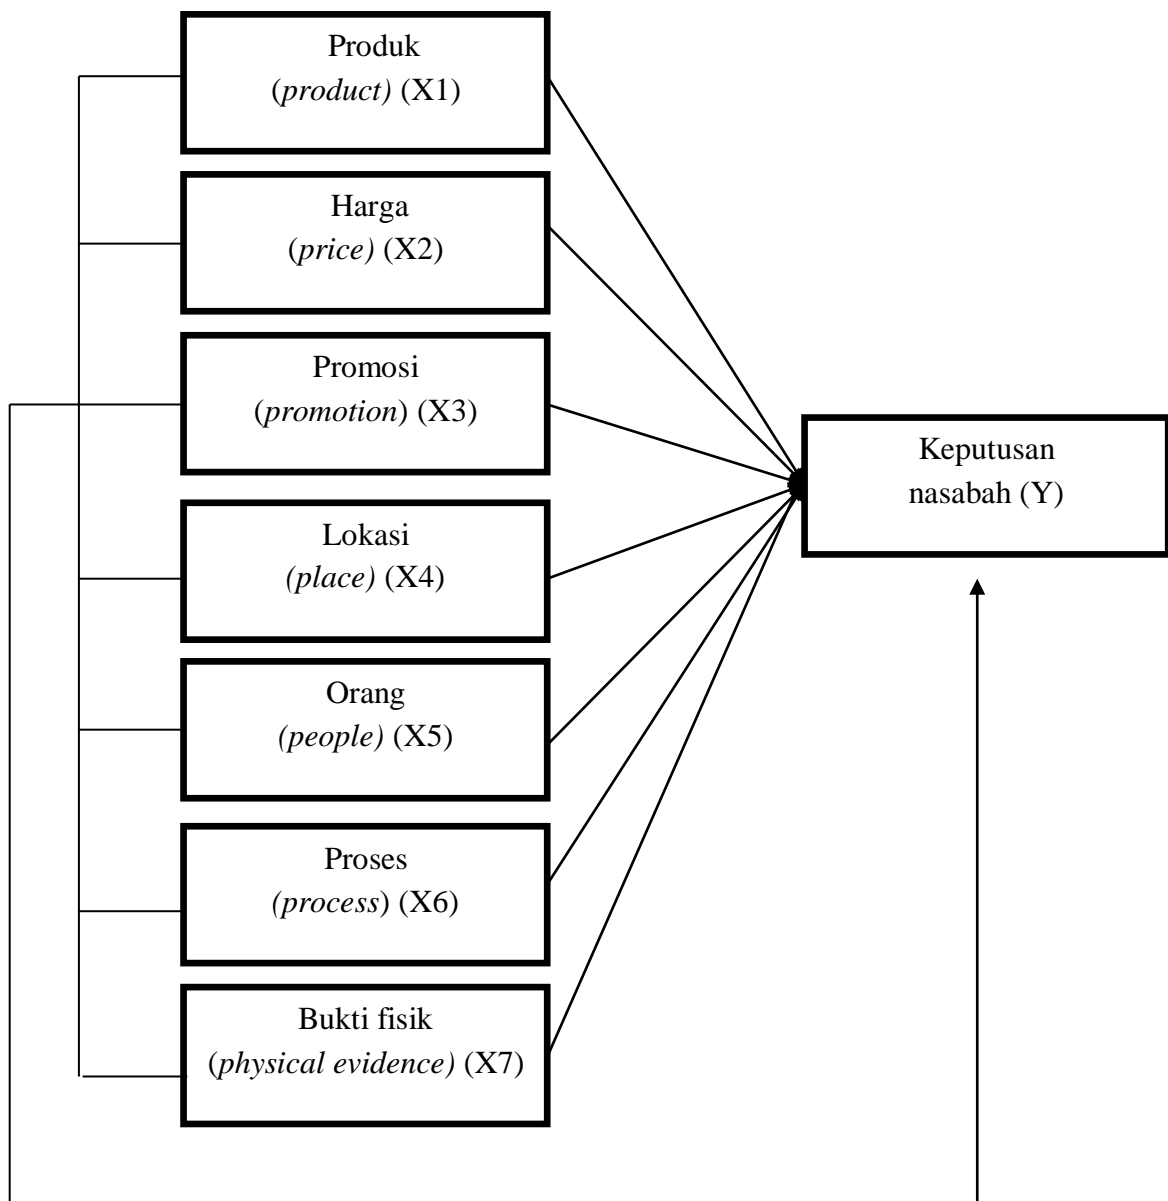 Produk
(product) (X1)
Harga
(price) (X2)
Promosi
(promotion) (X3)
Lokasi
(place) (X4)
Orang
(people) (X5)
Proses
(process) (X6)
Bukti fisik
(physical evidence) (X7)
Keputusan
nasabah (Y)